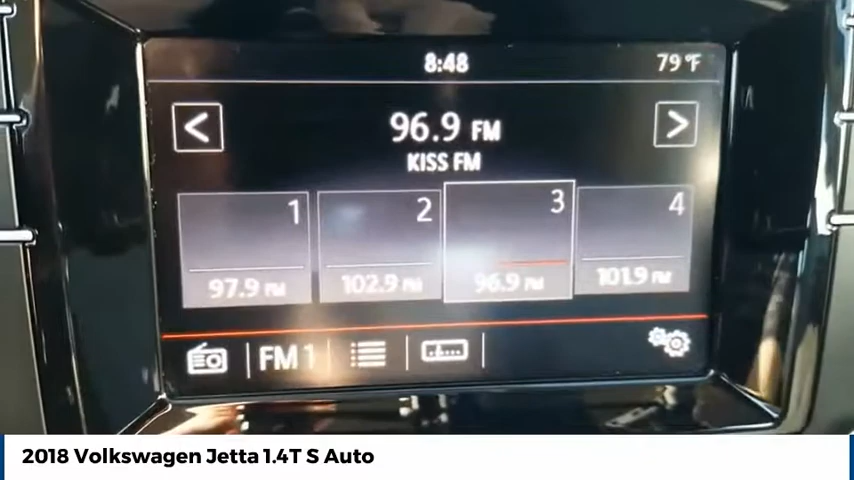 8:48
79 °F
96.9 FM
KISS FM
1
2
3
4
97.9 FM
102.9 FM
96.9 FM
101.9 FM
FM 1
2018 Volkswagen Jetta 1.4T S Auto